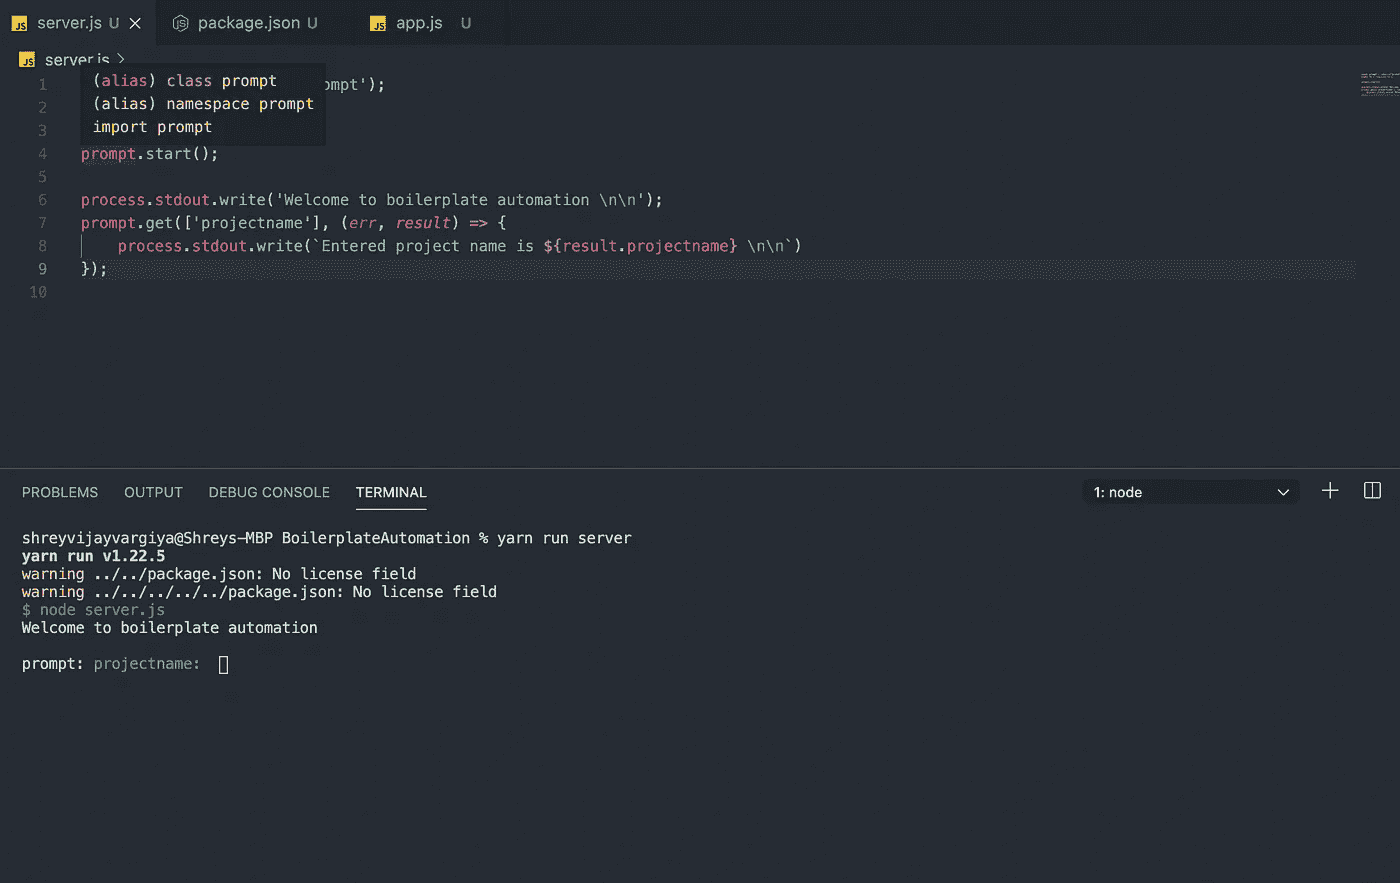 JS server.js U × package.json U JS app.js U
JS server.js >
(alias) class prompt
(alias) namespace prompt
import prompt
1 ompt');
2
3
4 prompt.start();
5
6 process.stdout.write('Welcome to boilerplate automation \n\n');
7 prompt.get(['projectname'], (err, result) => {
8 process.stdout.write(`Entered project name is ${result.projectname} \n\n`)
9 });
10
PROBLEMS OUTPUT DEBUG CONSOLE TERMINAL 1: node
shreyvijayvargiya@Shreys-MBP BoilerplateAutomation % yarn run server
yarn run v1.22.5
warning ../../package.json: No license field
warning ../../../../../package.json: No license field
$ node server.js
Welcome to boilerplate automation
prompt: projectname: